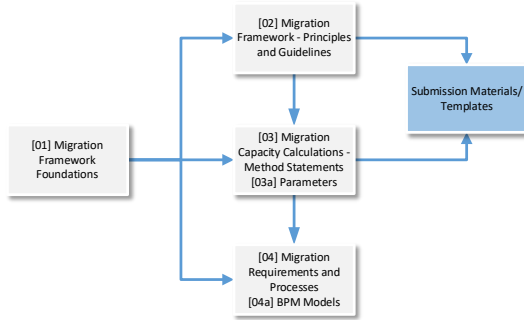 [02] Migration
Framework - Principles
and Guidelines
Submission Materials/
Templates
[01] Migration
Framework
Foundations
[03] Migration
Capacity Calculations -
Method Statements
[03a] Parameters
[04] Migration
Requirements and
Processes
[04a] BPM Models